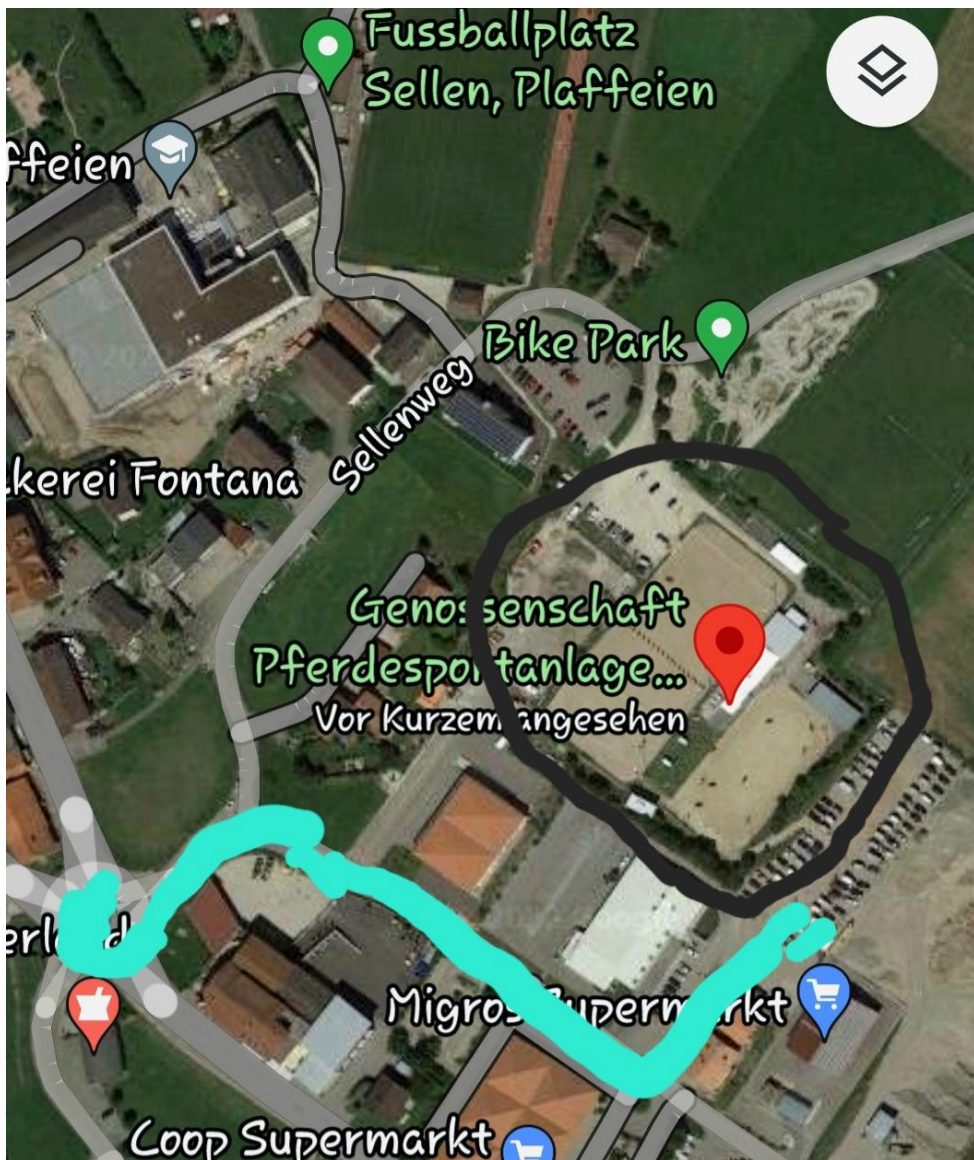 Fussballplatz
Sellen, Plaffeien
ffeien
Bike Park
Sellenweg
kerei Fontana
Genossenschaft
Pferdesportanlage...
Vor Kurzem angesehen
Migros Supermarkt
Coop Supermarkt